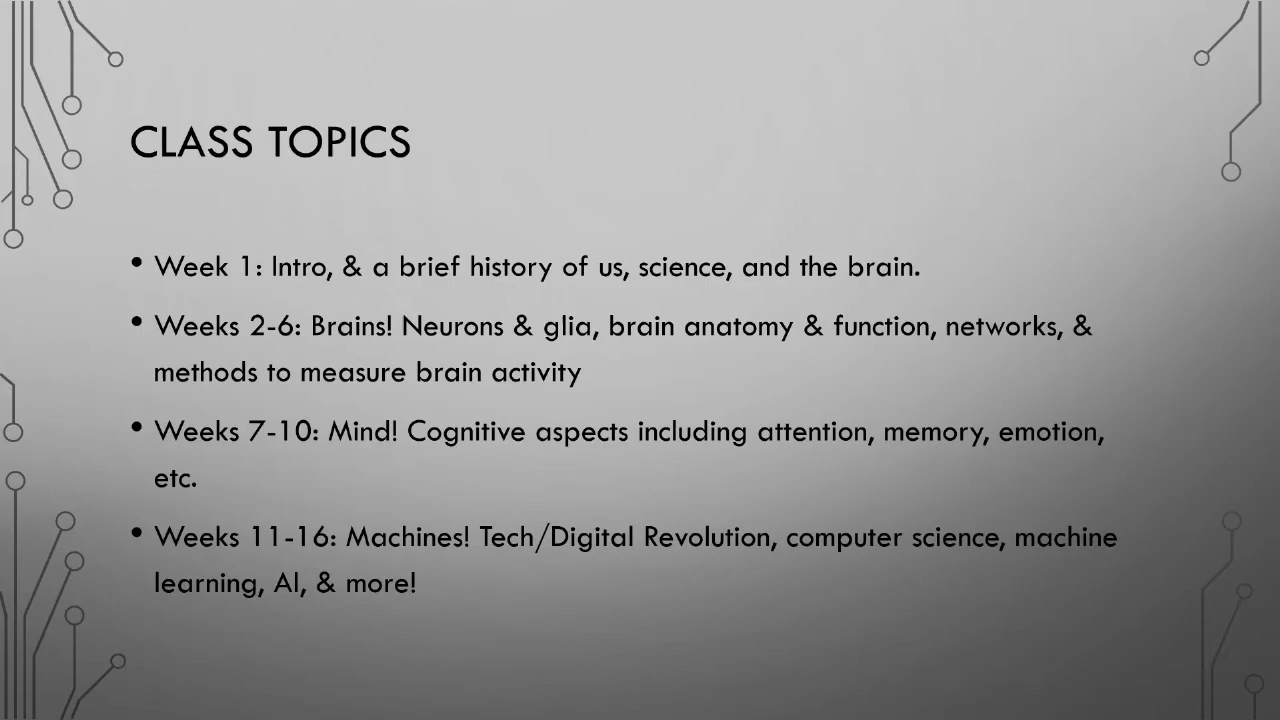 CLASS TOPICS
• Week 1: Intro, & a brief history of us, science, and the brain.
• Weeks 2-6: Brains! Neurons & glia, brain anatomy & function, networks, &
methods to measure brain activity
• Weeks 7-10: Mind! Cognitive aspects including attention, memory, emotion,
etc.
• Weeks 11-16: Machines! Tech/Digital Revolution, computer science, machine
learning, AI, & more!